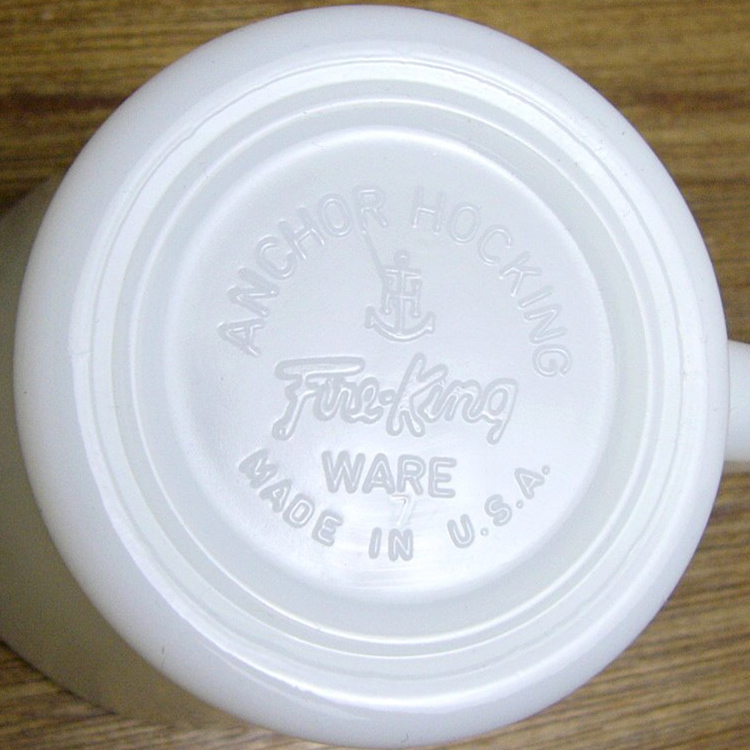 ANCHOR HOCKING
H
Fire-King
WARE
7
MADE IN U.S.A.